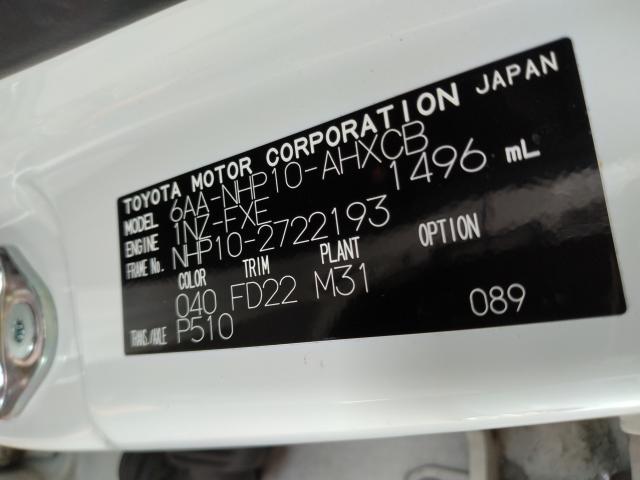 TOYOTA MOTOR CORPORATION JAPAN
MODEL 6AA-NHP10-AHXCB
ENGINE 1NZ-FXE 1496 mL
FRAME No. NHP10-2722193
COLOR TRIM PLANT OPTION
040 FD22 M31
TRANS./AXLE P510 089